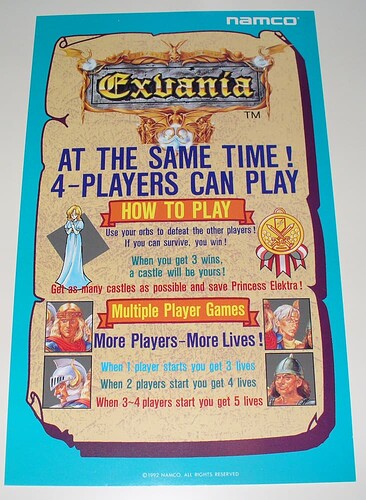 namco
Exvania
TM
AT THE SAME TIME!
4-PLAYERS CAN PLAY
HOW TO PLAY
Use your orbs to defeat the other players!
If you can survive, you win!
When you get 3 wins,
a castle will be yours!
Get as many castles as possible and save Princess Elektra!
Multiple Player Games
More Players-More Lives!
When 1 player starts you get 3 lives
When 2 players start you get 4 lives
When 3~4 players start you get 5 lives
©1992 NAMCO, ALL RIGHTS RESERVED